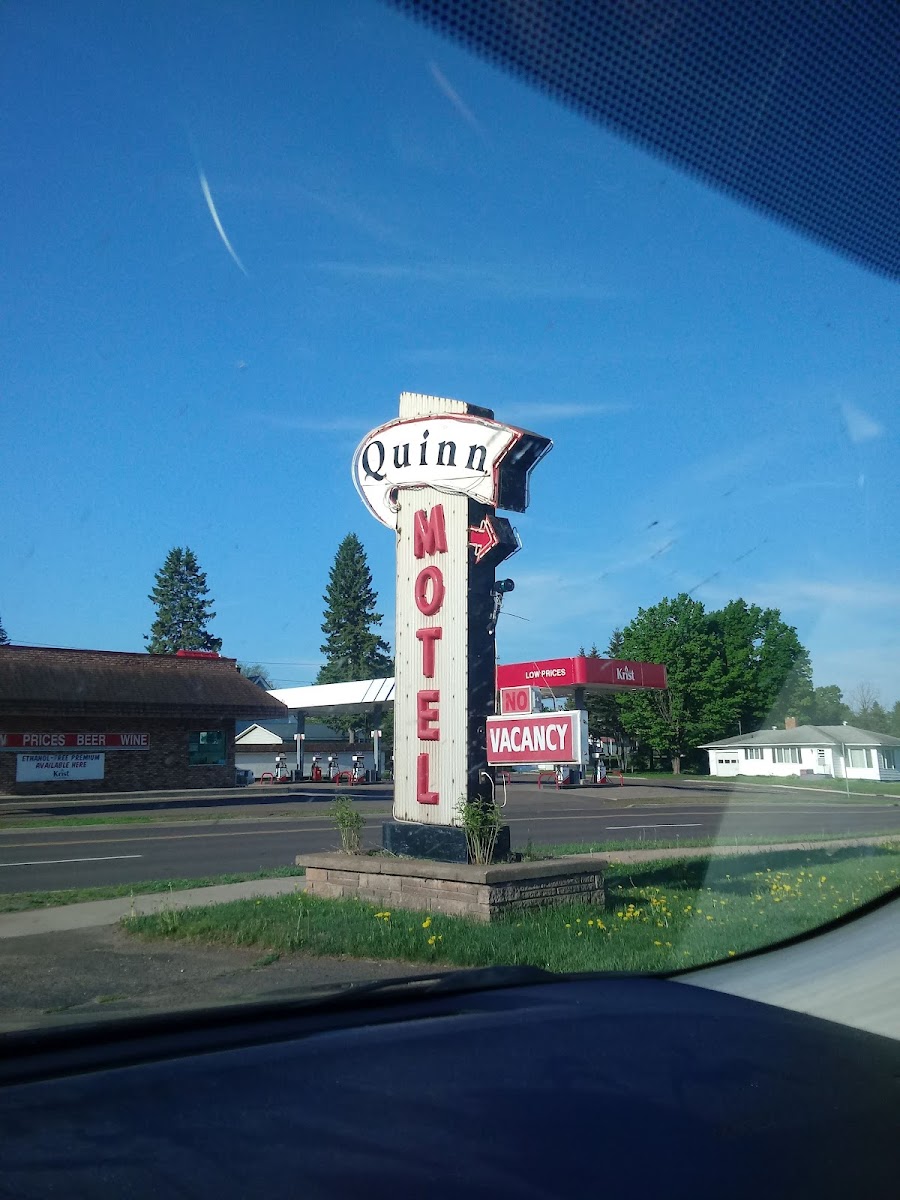 Quinn
MOTEL
NO
VACANCY
LOW PRICES Krist
PRICES BEER WINE
ETHANOL-FREE PREMIUM
AVAILABLE HERE
Krist